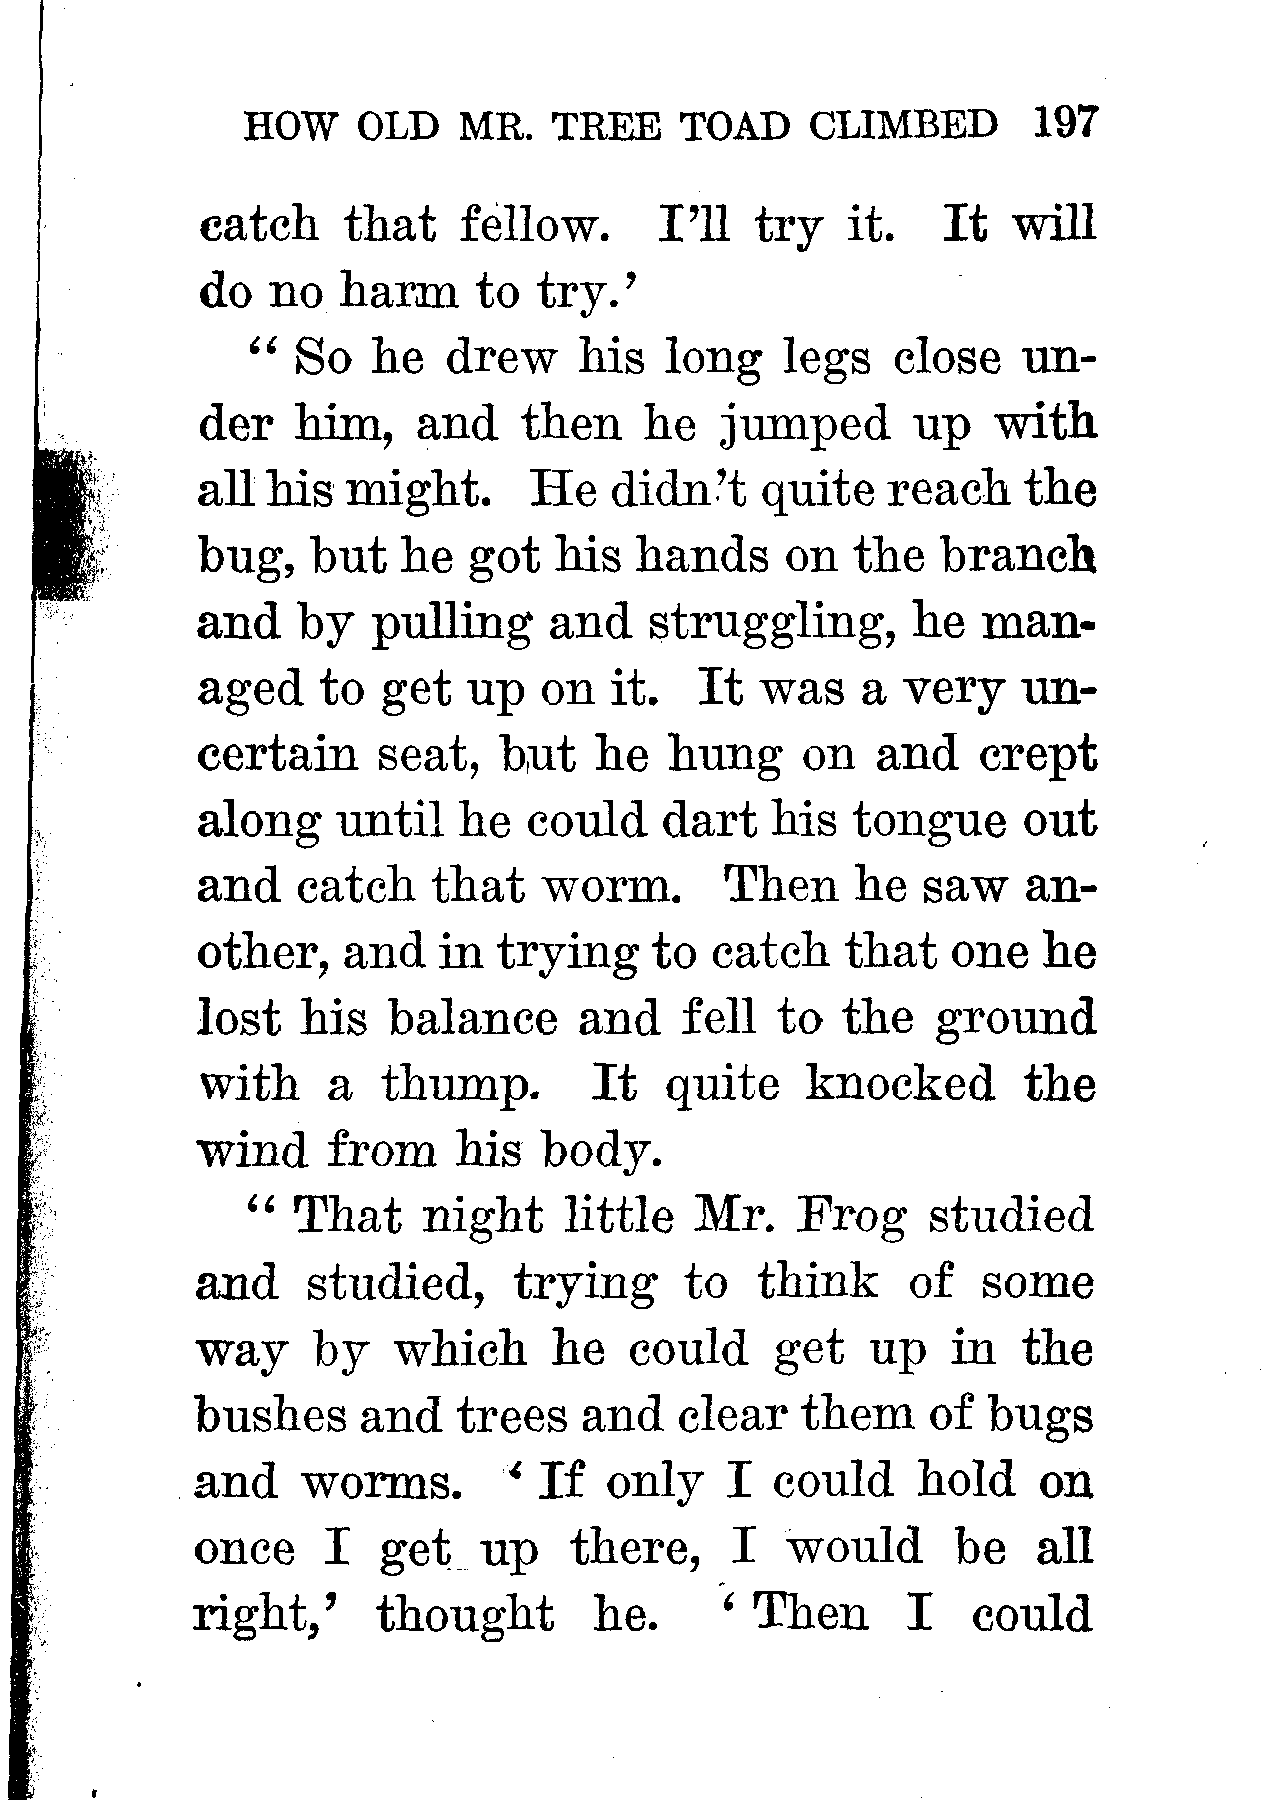 HOW OLD MR. TREE TOAD CLIMBED 197
catch that fellow. I'll try it. It will
do no harm to try.'
" So he drew his long legs close un-
der him, and then he jumped up with
all his might. He didn't quite reach the
bug, but he got his hands on the branch
and by pulling and struggling, he man-
aged to get up on it. It was a very un-
certain seat, but he hung on and crept
along until he could dart his tongue out
and catch that worm. Then he saw an-
other, and in trying to catch that one he
lost his balance and fell to the ground
with a thump. It quite knocked the
wind from his body.
" That night little Mr. Frog studied
and studied, trying to think of some
way by which he could get up in the
bushes and trees and clear them of bugs
and worms. ' If only I could hold on
once I get up there, I would be all
right,' thought he. ' Then I could